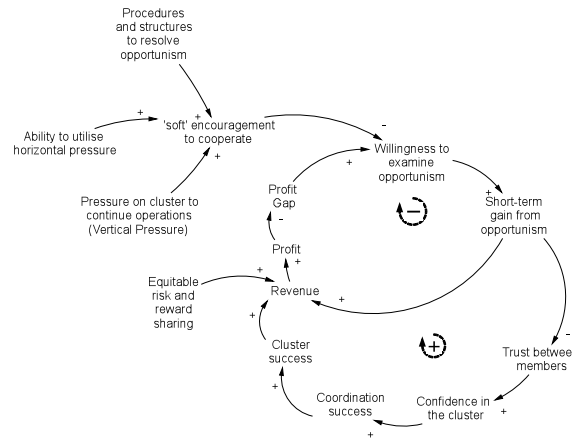 Procedures
and structures
to resolve
opportunism
+
+
'soft' encouragement
to cooperate
Ability to utilise
horizontal pressure
+
-
Willingness to
examine
opportunism
+
Pressure on cluster to
continue operations
(Vertical Pressure)
Profit
Gap
-
+
Short-term
gain from
opportunism
Profit
+
Equitable
risk and
reward
sharing
+
Revenue
+
+
Cluster
success
+
-
Trust between
members
+
Coordination
success
+
Confidence in
the cluster
+
−
+